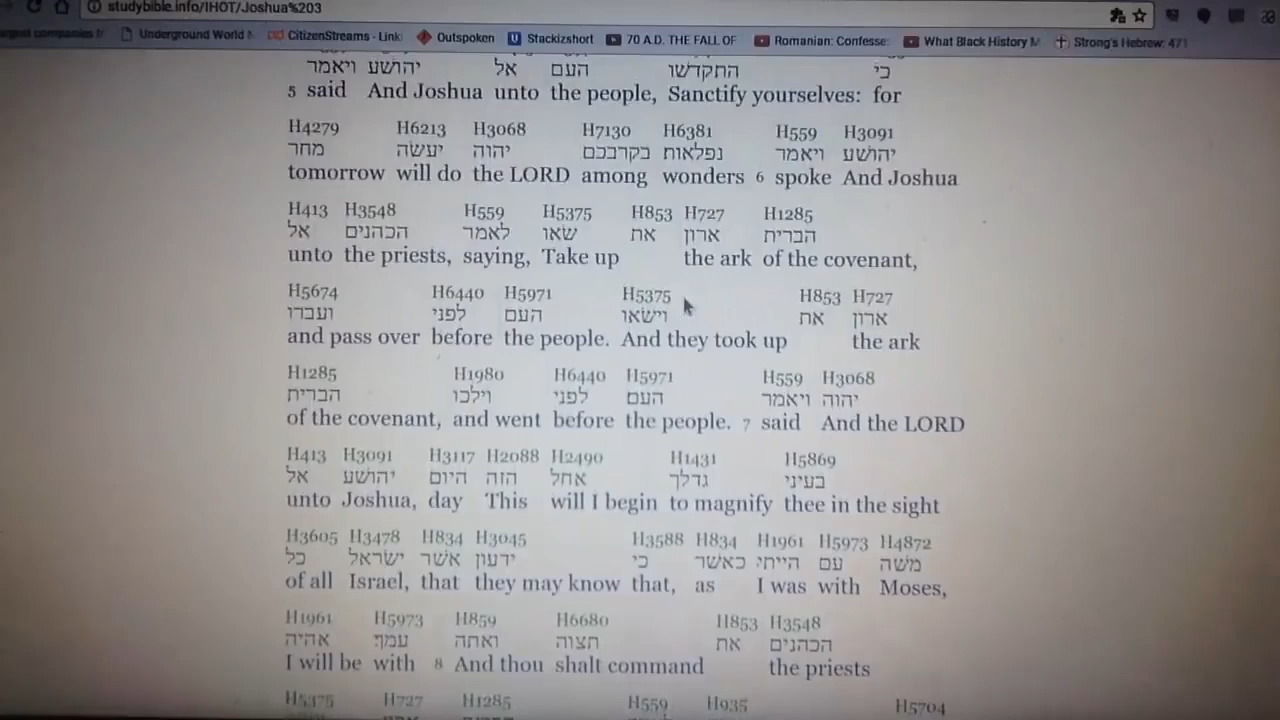 studybible.info/IHOT/Joshua%203
argest companies i Underground World CitizenStreams - Link Outspoken Stackizshort 70 A.D. THE FALL OF Romanian: Confesse: What Black History M Strong's Hebrew: 471
ויאמר יהושע אל העם התקדשו כי
5 said And Joshua unto the people, Sanctify yourselves: for
H4279 H6213 H3068 H7130 H6381 H559 H3091
מחר יעשה יהוה בקרבכם נפלאות ויאמר יהושע
tomorrow will do the LORD among wonders 6 spoke And Joshua
H413 H3548 H559 H5375 H853 H727 H1285
אל הכהנים לאמר שאו את ארון הברית
unto the priests, saying, Take up the ark of the covenant,
H5674 H6440 H5971 H5375 H853 H727
ועברו לפני העם וישאו את ארון
and pass over before the people. And they took up the ark
H1285 H1980 H6440 H5971 H559 H3068
הברית וילכו לפני העם ויאמר יהוה
of the covenant, and went before the people. 7 said And the LORD
H413 H3091 H3117 H2088 H2490 H1431 H5869
אל יהושע היום הזה אחל גדלך בעיני
unto Joshua, day This will I begin to magnify thee in the sight
H3605 H3478 H834 H3045 H3588 H834 H1961 H5973 H4872
כל ישראל אשר ידעון כי כאשר הייתי עם משה
of all Israel, that they may know that, as I was with Moses,
H1961 H5973 H859 H6680 H853 H3548
אהיה עמך ואתה תצוה את הכהנים
I will be with 8 And thou shalt command the priests
H5375 H727 H1285 H559 H935 H5704